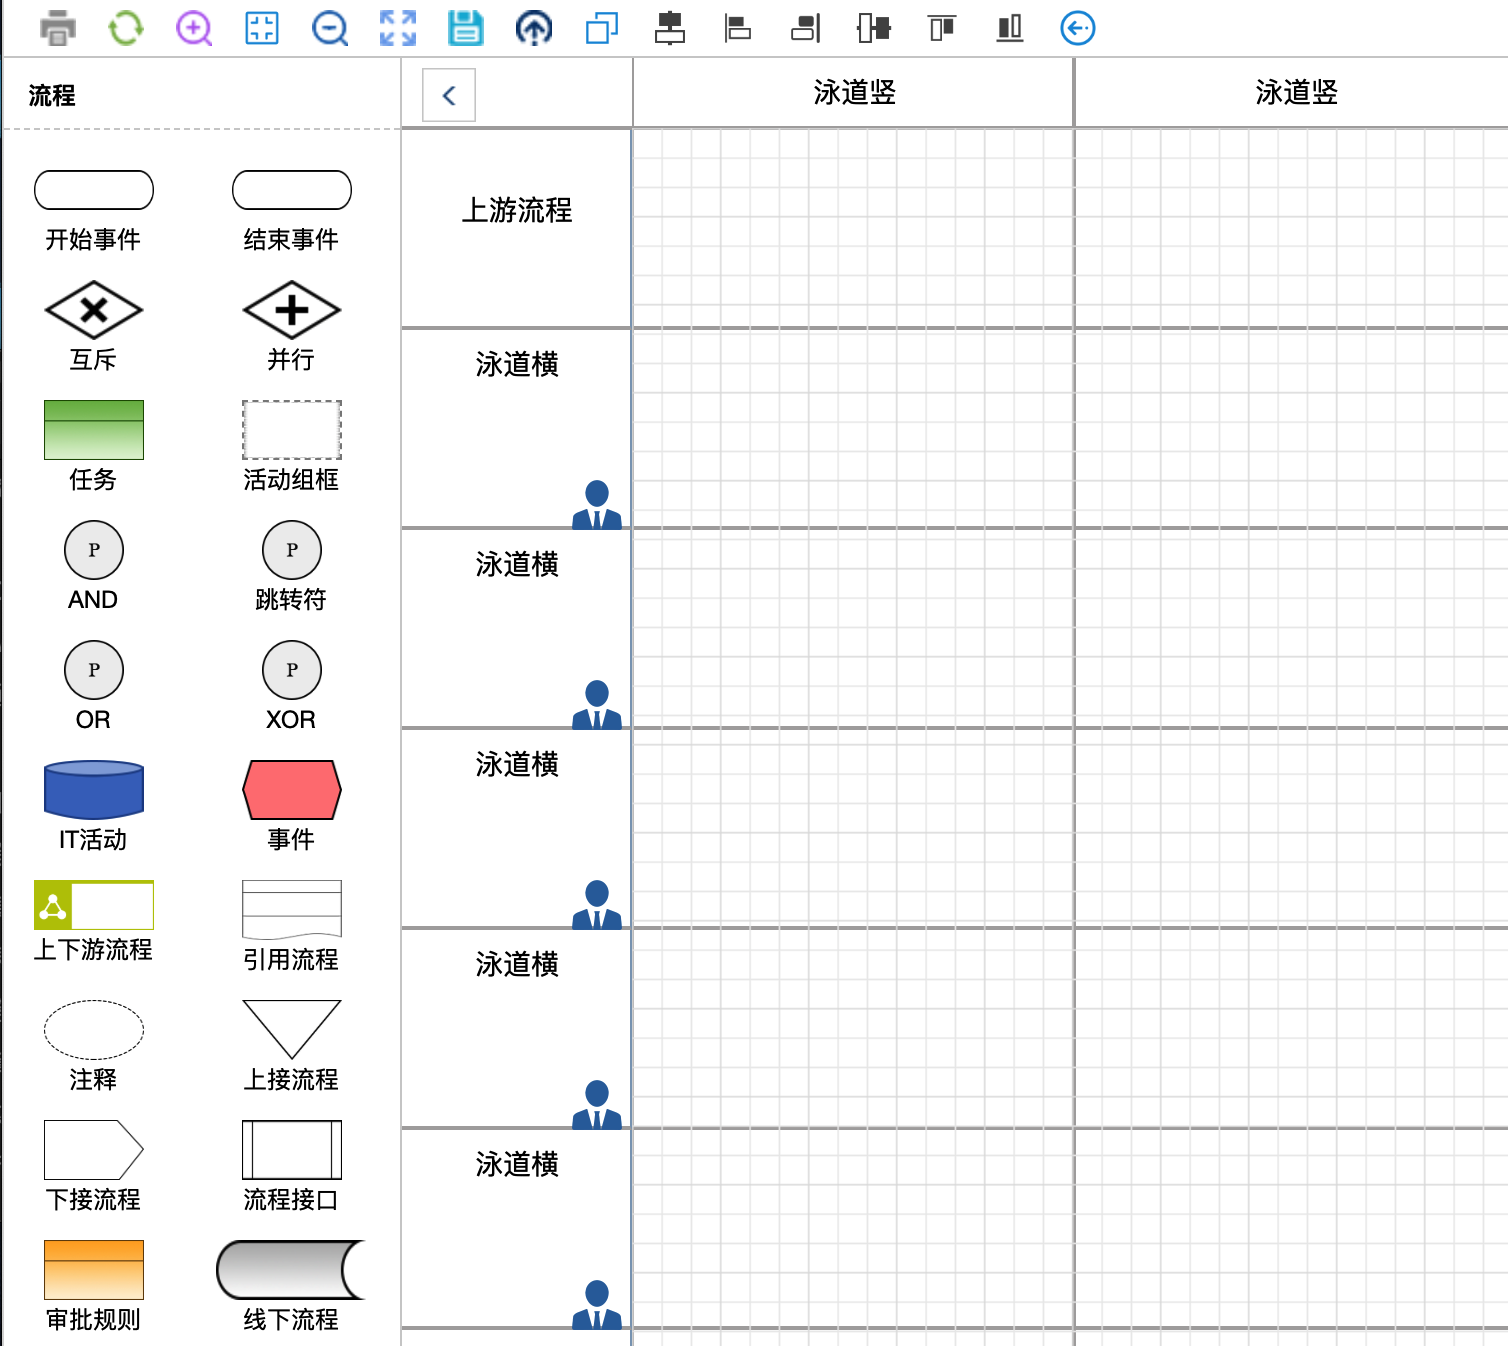 流程
泳道竖
泳道竖
开始事件
结束事件
上游流程
互斥
并行
泳道横
任务
活动组框
P
P
AND
跳转符
泳道横
P
P
OR
XOR
泳道横
IT活动
事件
上下游流程
引用流程
泳道横
注释
上接流程
泳道横
下接流程
流程接口
审批规则
线下流程